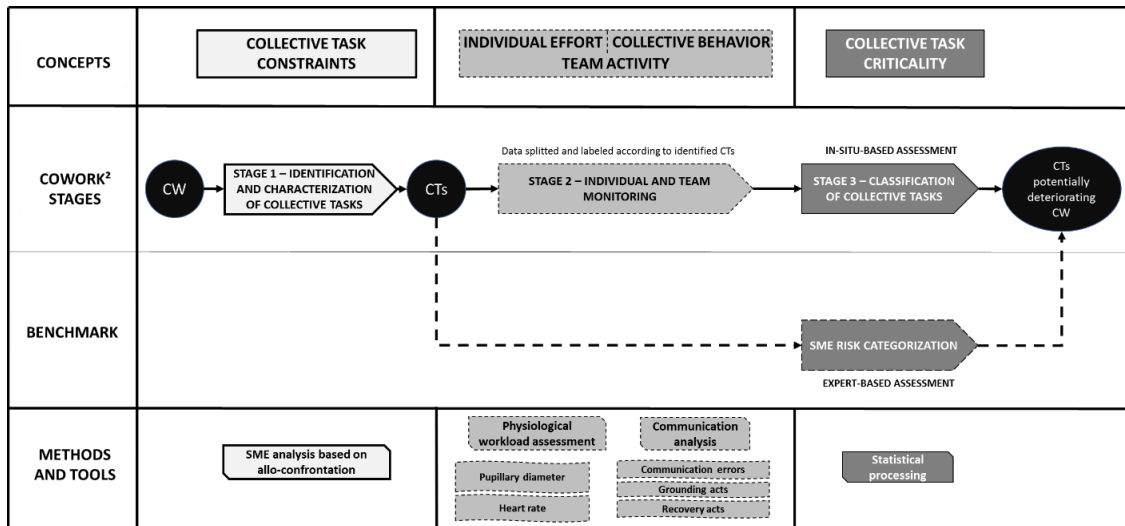 CONCEPTS
COLLECTIVE TASK
CONSTRAINTS
INDIVIDUAL EFFORT COLLECTIVE BEHAVIOR
TEAM ACTIVITY
COLLECTIVE TASK
CRITICALITY
COWORK²
STAGES
CW
STAGE 1 – IDENTIFICATION
AND CHARACTERIZATION
OF COLLECTIVE TASKS
CTs
Data splitted and labeled according to identified CTs
STAGE 2 – INDIVIDUAL AND TEAM
MONITORING
IN-SITU-BASED ASSESSMENT
STAGE 3 – CLASSIFICATION
OF COLLECTIVE TASKS
CTs
potentially
deteriorating
CW
BENCHMARK
SME RISK CATEGORIZATION
EXPERT-BASED ASSESSMENT
METHODS
AND TOOLS
SME analysis based on
allo-confrontation
Physiological
workload assessment
Pupillary diameter
Heart rate
Communication
analysis
Communication errors
Grounding acts
Recovery acts
Statistical
processing